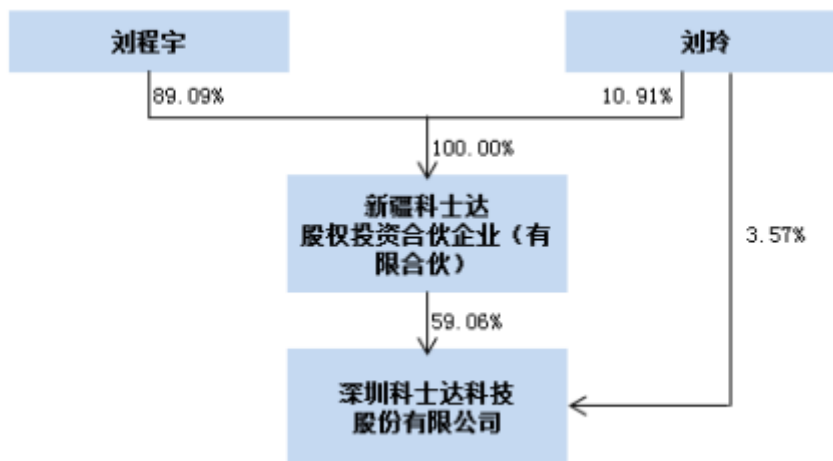 刘程宇
刘玲
89.09%
10.91%
100.00%
新疆科士达
股权投资合伙企业（有
限合伙）
3.57%
59.06%
深圳科士达科技
股份有限公司